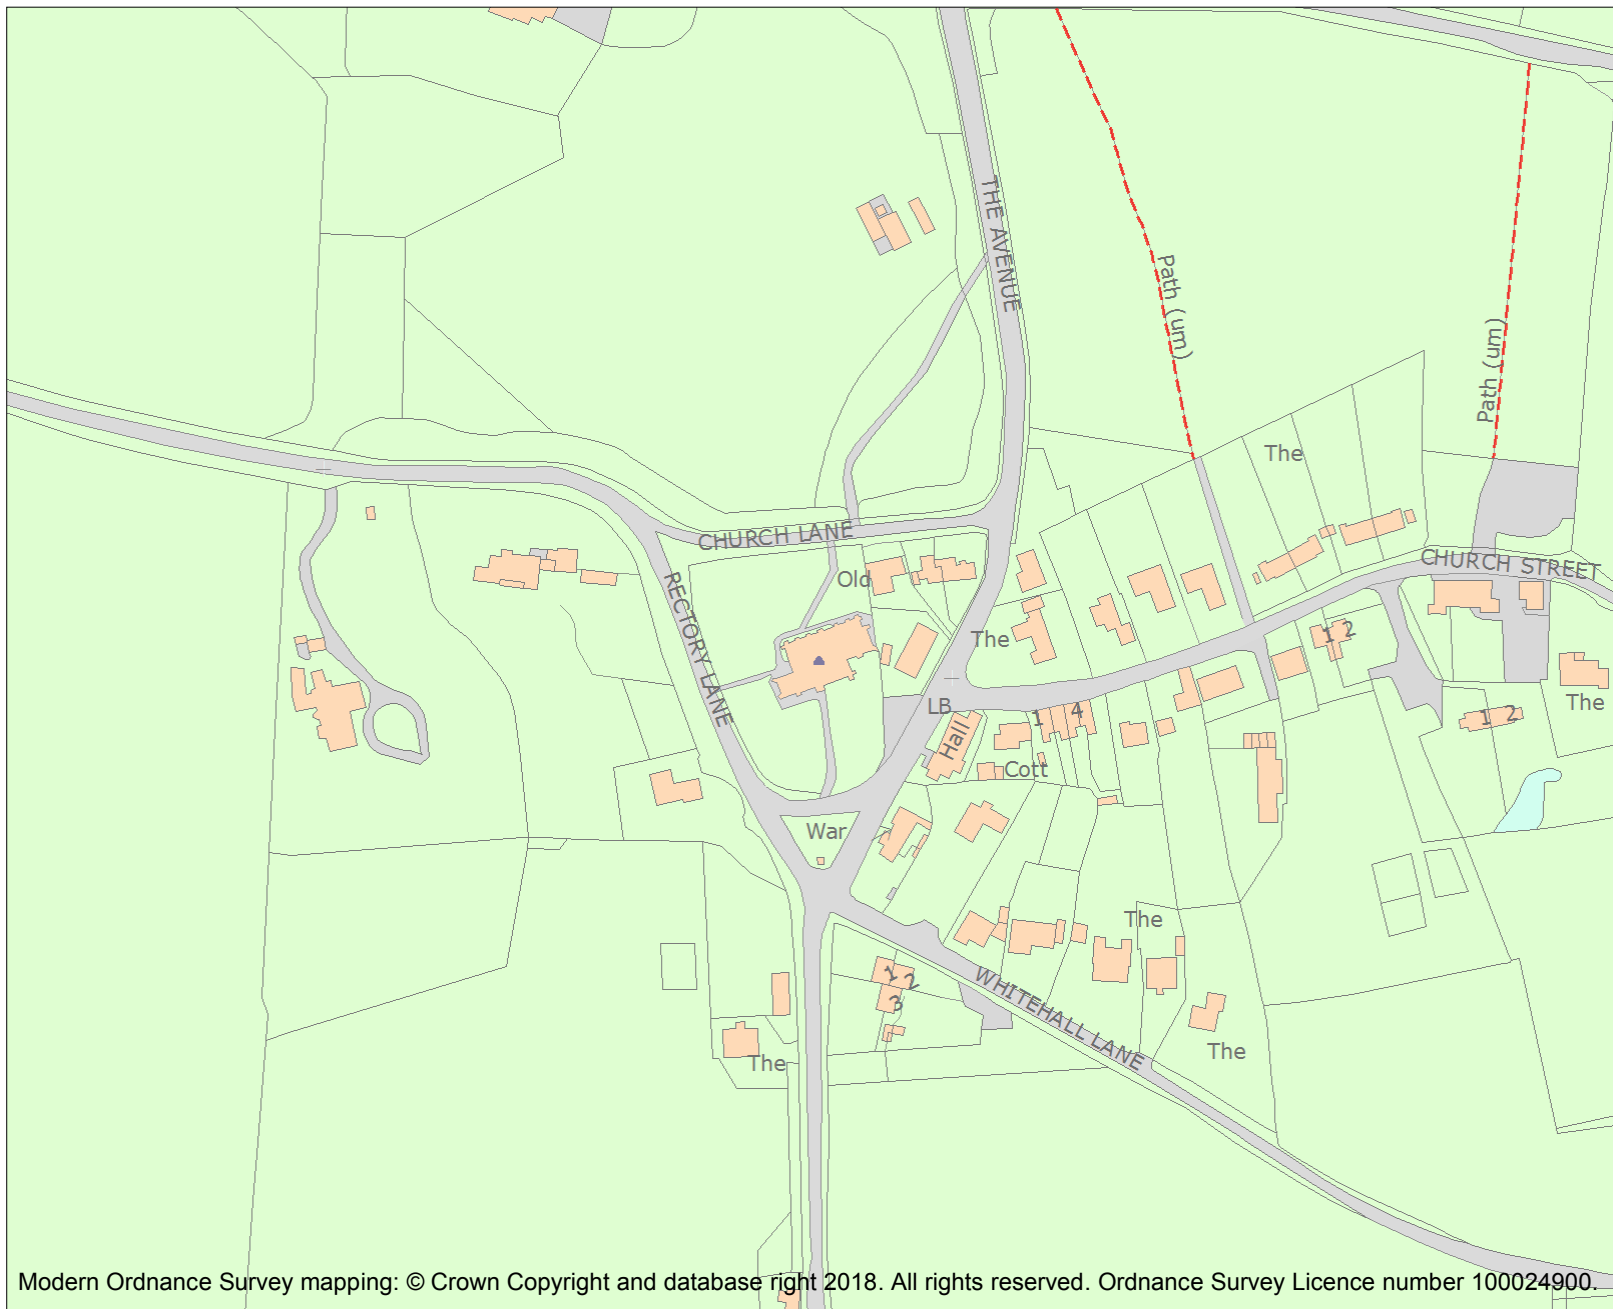 THE AVENUE
Path (um)
Path (um)
The
CHURCH LANE
CHURCH STREET
Old
RECTORY LANE
The
1 2
LB
1
4
The
1 2
Hall
Cott
War
The
1
2
3
WHITEHALL LANE
The
The
Modern Ordnance Survey mapping: © Crown Copyright and database right 2018. All rights reserved. Ordnance Survey Licence number 100024900.